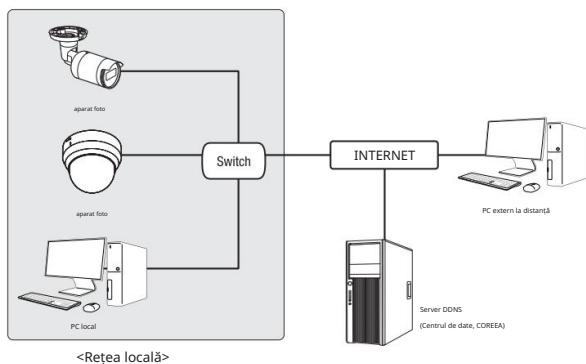 aparat foto
aparat foto
Switch
INTERNET
PC extern la distanță
PC local
Server DDNS
(Centrul de date, COREEA)
<Rețea locală>